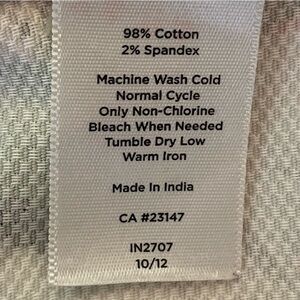 98% Cotton
2% Spandex
Machine Wash Cold
Normal Cycle
Only Non-Chlorine
Bleach When Needed
Tumble Dry Low
Warm Iron
Made In India
CA #23147
IN2707
10/12